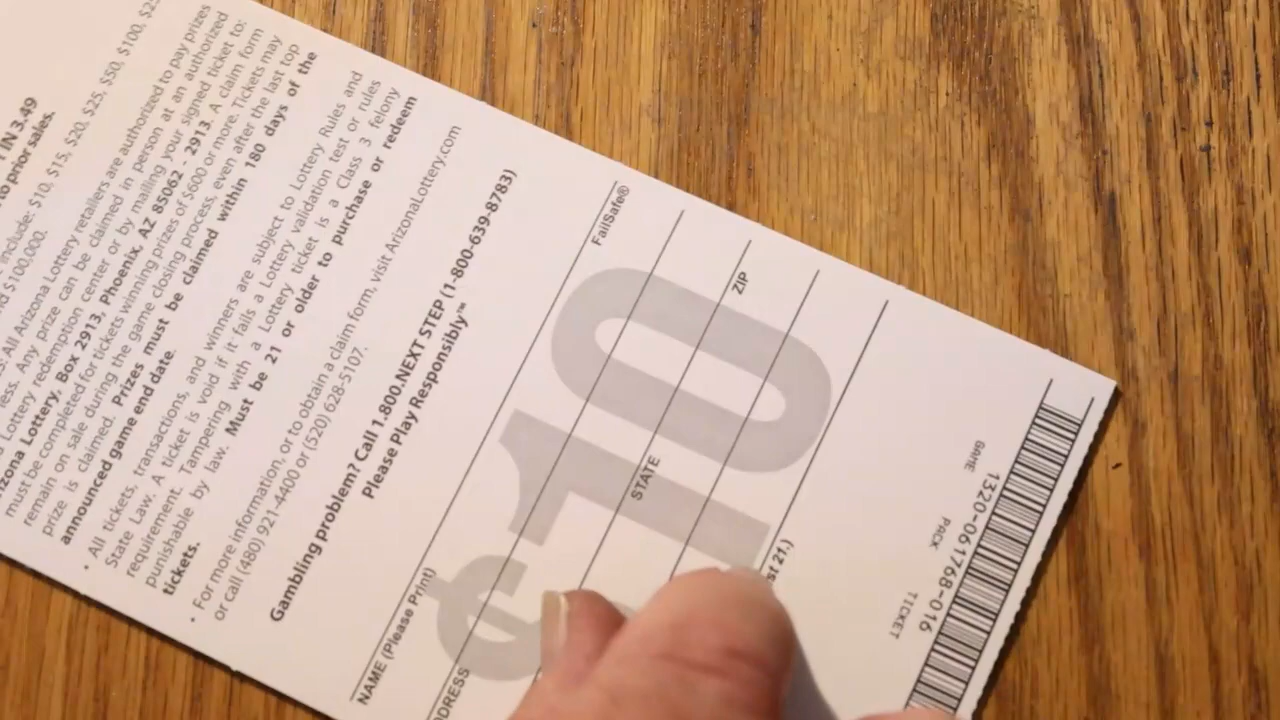 1 IN 3.49
to prior sales.
include: $10, $15, $20, $25, $50, $100,
$100,000.
All Arizona Lottery retailers are authorized to pay prizes
Any prize can be claimed in person at an authorized
Lottery redemption center or by mailing your signed ticket to:
Lottery, Box 2913, Phoenix, AZ 85062 - 2913. A claim form
must be completed for tickets winning prizes of $600 or more. Tickets may
remain on sale during the game closing process, even after the last top
prize is claimed. Prizes must be claimed within 180 days of the
announced game end date.
• All tickets, transactions, and winners are subject to Lottery Rules and
State Law. A ticket is void if it fails a Lottery validation test or rules
requirement. Tampering with a Lottery ticket is a Class 3 felony
punishable by law. Must be 21 or older to purchase or redeem
tickets.
• For more information, or to obtain a claim form, visit ArizonaLottery.com
or call (480) 921-4400 or (520) 628-5107.
Gambling problem? Call 1.800.NEXT STEP (1-800-639-8783)
Please Play Responsibly™
FailSafe®
NAME (Please Print)
STATE
ZIP
21.)
¢10
GAME PACK TICKET
1320-061768-016